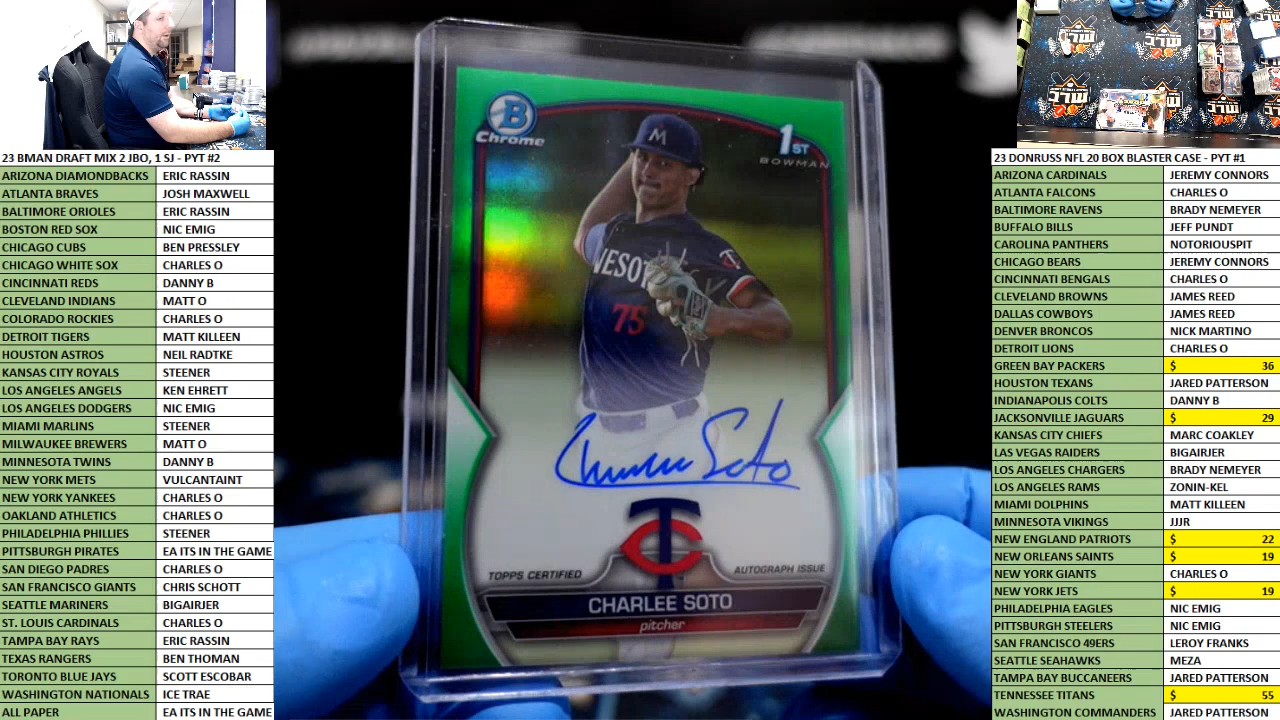 23 BMAN DRAFT MIX 2 JBO, 1 SJ - PYT #2
ARIZONA DIAMONDBACKS ERIC RASSIN
ATLANTA BRAVES JOSH MAXWELL
BALTIMORE ORIOLES ERIC RASSIN
BOSTON RED SOX NIC EMIG
CHICAGO CUBS BEN PRESSLEY
CHICAGO WHITE SOX CHARLES O
CINCINNATI REDS DANNY B
CLEVELAND INDIANS MATT O
COLORADO ROCKIES CHARLES O
DETROIT TIGERS MATT KILLEEN
HOUSTON ASTROS NEIL RADTKE
KANSAS CITY ROYALS STEENER
LOS ANGELES ANGELS KEN EHRETT
LOS ANGELES DODGERS NIC EMIG
MIAMI MARLINS STEENER
MILWAUKEE BREWERS MATT O
MINNESOTA TWINS DANNY B
NEW YORK METS VULCANTAINT
NEW YORK YANKEES CHARLES O
OAKLAND ATHLETICS CHARLES O
PHILADELPHIA PHILLIES STEENER
PITTSBURGH PIRATES EA ITS IN THE GAME
SAN DIEGO PADRES CHARLES O
SAN FRANCISCO GIANTS CHRIS SCHOTT
SEATTLE MARINERS BIGAIRJER
ST. LOUIS CARDINALS CHARLES O
TAMPA BAY RAYS ERIC RASSIN
TEXAS RANGERS BEN THOMAN
TORONTO BLUE JAYS SCOTT ESCOBAR
WASHINGTON NATIONALS ICE TRAE
ALL PAPER EA ITS IN THE GAME
B
Chrome
1ST
BOWMAN
M
NESOT
75
Charlee Soto
TC
TOPPS CERTIFIED
AUTOGRAPH ISSUE
CHARLEE SOTO
pitcher
23 DONRUSS NFL 20 BOX BLASTER CASE - PYT #1
ARIZONA CARDINALS JEREMY CONNORS
ATLANTA FALCONS CHARLES O
BALTIMORE RAVENS BRADY NEMEYER
BUFFALO BILLS JEFF PUNDT
CAROLINA PANTHERS NOTORIOUSPIT
CHICAGO BEARS JEREMY CONNORS
CINCINNATI BENGALS CHARLES O
CLEVELAND BROWNS JAMES REED
DALLAS COWBOYS JAMES REED
DENVER BRONCOS NICK MARTINO
DETROIT LIONS CHARLES O
GREEN BAY PACKERS $ 36
HOUSTON TEXANS JARED PATTERSON
INDIANAPOLIS COLTS DANNY B
JACKSONVILLE JAGUARS $ 29
KANSAS CITY CHIEFS MARC COAKLEY
LAS VEGAS RAIDERS BIGAIRJER
LOS ANGELES CHARGERS BRADY NEMEYER
LOS ANGELES RAMS ZONIN-KEL
MIAMI DOLPHINS MATT KILLEEN
MINNESOTA VIKINGS JJJR
NEW ENGLAND PATRIOTS $ 22
NEW ORLEANS SAINTS $ 19
NEW YORK GIANTS CHARLES O
NEW YORK JETS $ 19
PHILADELPHIA EAGLES NIC EMIG
PITTSBURGH STEELERS NIC EMIG
SAN FRANCISCO 49ERS LEROY FRANKS
SEATTLE SEAHAWKS MEZA
TAMPA BAY BUCCANEERS JARED PATTERSON
TENNESSEE TITANS $ 55
WASHINGTON COMMANDERS JARED PATTERSON